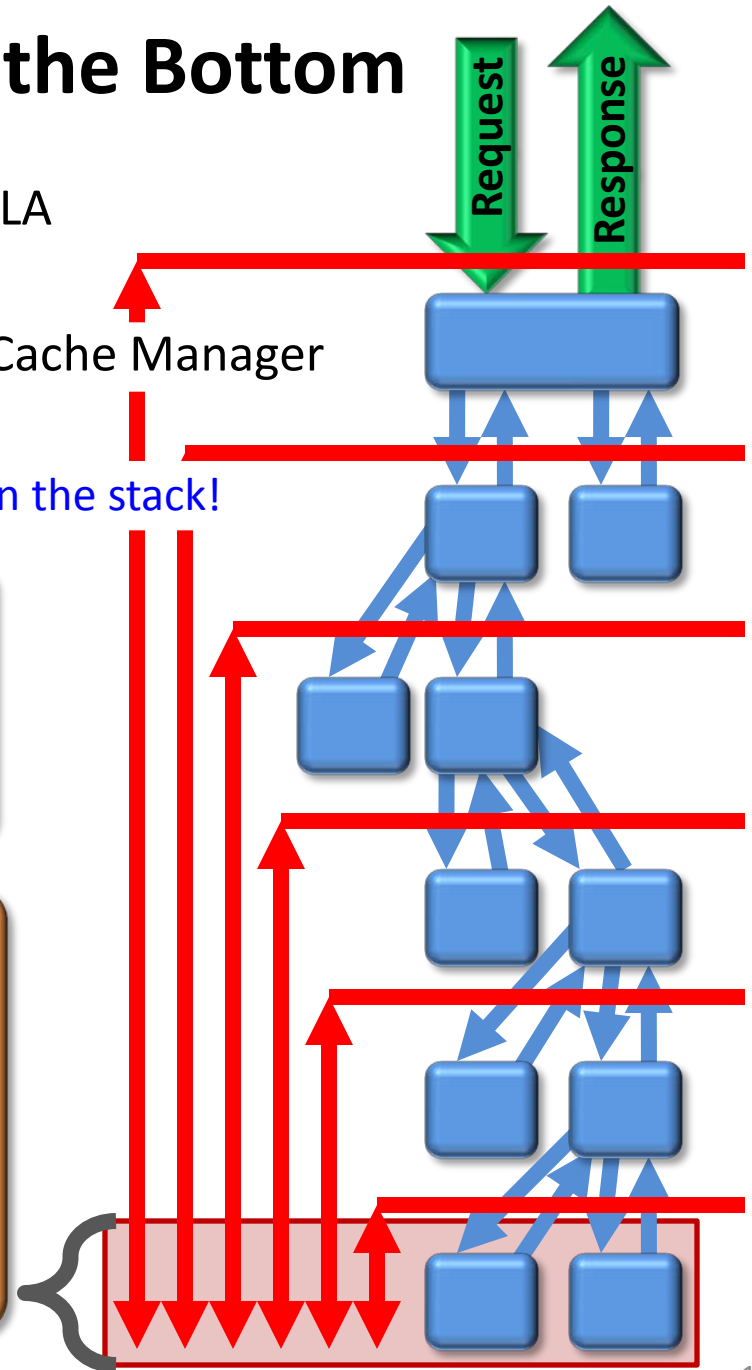 the Bottom
Request
Response
LA
Cache Manager
n the stack!